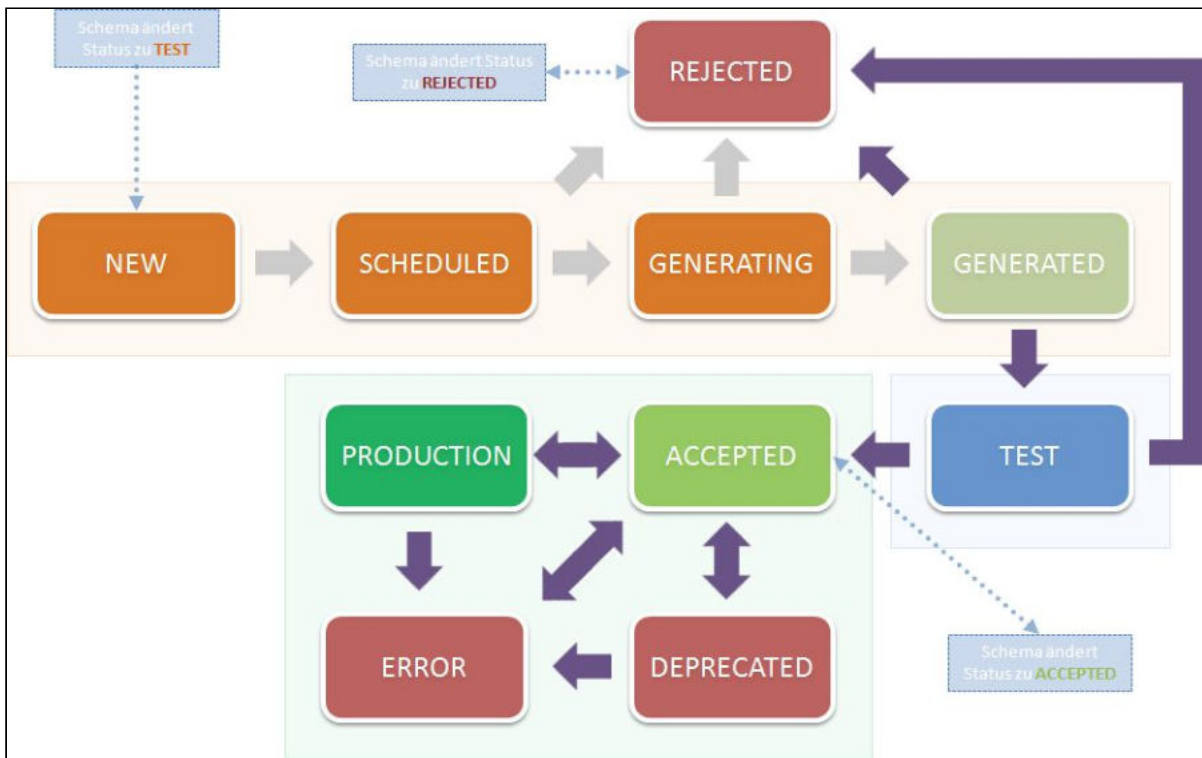 Schema ändert
Status zu TEST
Schema ändert Status
zu REJECTED
REJECTED
NEW
SCHEDULED
GENERATING
GENERATED
PRODUCTION
ACCEPTED
TEST
ERROR
DEPRECATED
Schema ändert
Status zu ACCEPTED